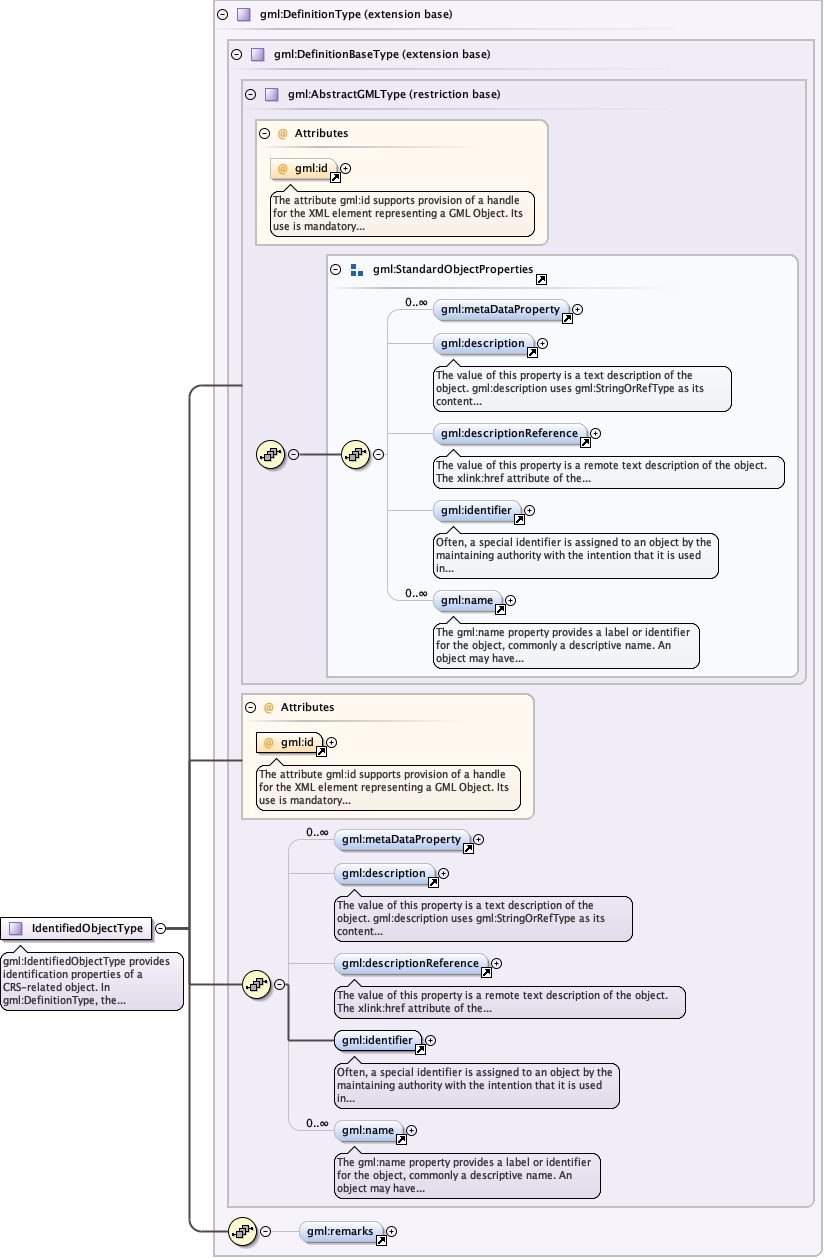 gml:DefinitionType (extension base)
gml:DefinitionBaseType (extension base)
gml:AbstractGMLType (restriction base)
@ Attributes
@ gml:id
The attribute gml:id supports provision of a handle
for the XML element representing a GML Object. Its
use is mandatory...
gml:StandardObjectProperties
0..∞
gml:metaDataProperty
gml:description
The value of this property is a text description of the
object. gml:description uses gml:StringOrRefType as its
content...
gml:descriptionReference
The value of this property is a remote text description of the object.
The xlink:href attribute of the...
gml:identifier
Often, a special identifier is assigned to an object by the
maintaining authority with the intention that it is used
in...
0..∞
gml:name
The gml:name property provides a label or identifier
for the object, commonly a descriptive name. An
object may have...
@ Attributes
@ gml:id
The attribute gml:id supports provision of a handle
for the XML element representing a GML Object. Its
use is mandatory...
0..∞
gml:metaDataProperty
gml:description
The value of this property is a text description of the
object. gml:description uses gml:StringOrRefType as its
content...
IdentifiedObjectType
gml:IdentifiedObjectType provides
identification properties of a
CRS-related object. In
gml:DefinitionType, the...
gml:descriptionReference
The value of this property is a remote text description of the object.
The xlink:href attribute of the...
gml:identifier
Often, a special identifier is assigned to an object by the
maintaining authority with the intention that it is used
in...
0..∞
gml:name
The gml:name property provides a label or identifier
for the object, commonly a descriptive name. An
object may have...
gml:remarks